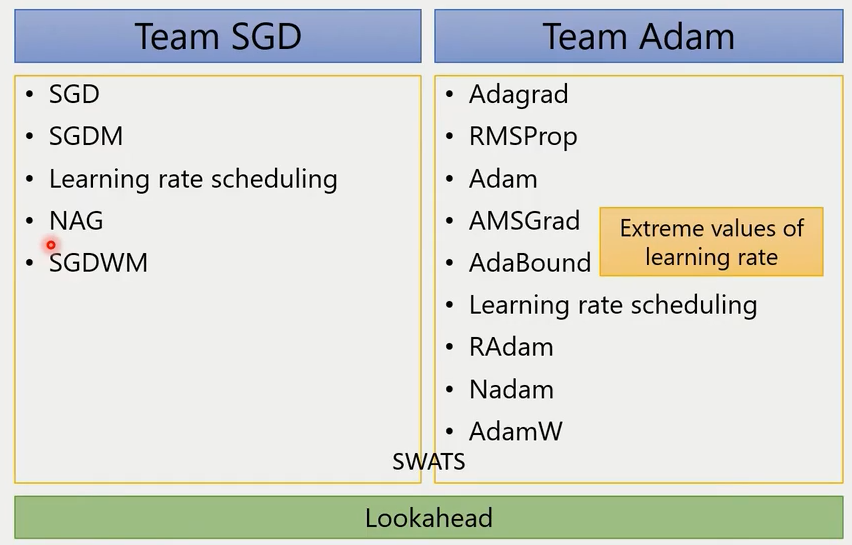 Team SGD
SGD
SGDM
Learning rate scheduling
NAG
SGDWM
Team Adam
Adagrad
RMSProp
Adam
AMSGrad
AdaBound
Extreme values of
learning rate
Learning rate scheduling
RAdam
Nadam
AdamW
SWATS
Lookahead